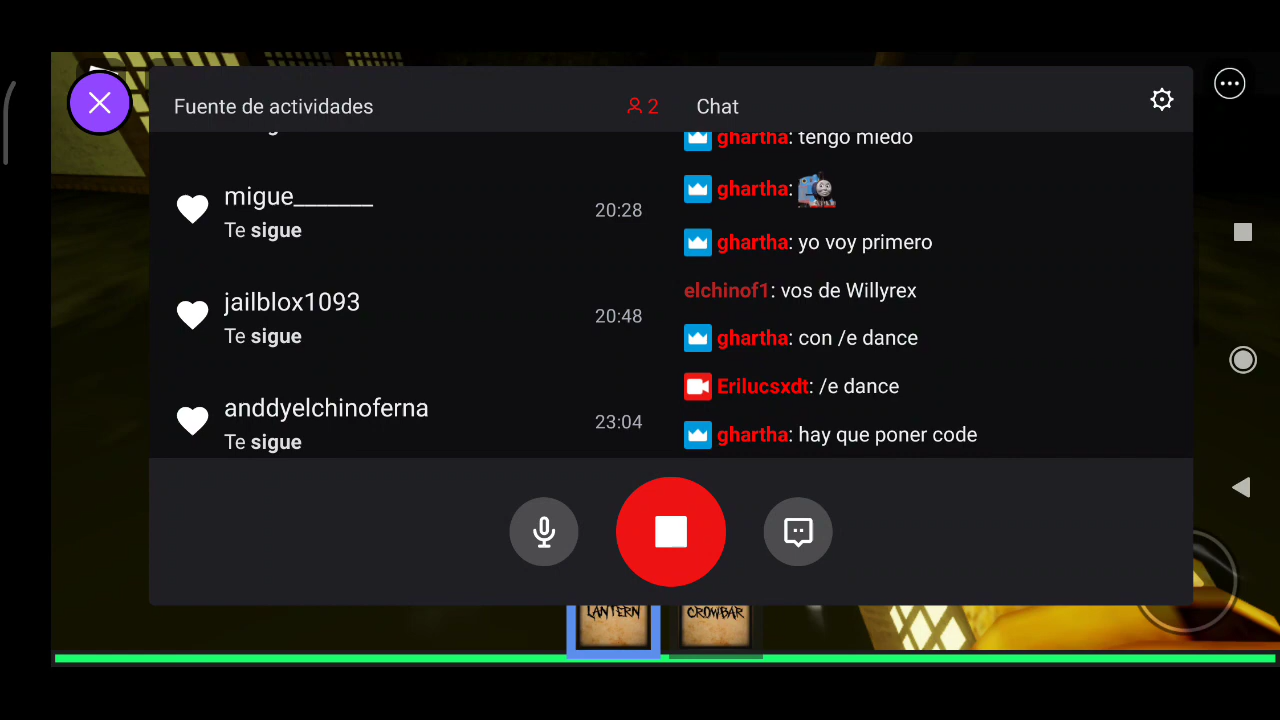 Fuente de actividades
2
migue_______
Te sigue
20:28
jailblox1093
Te sigue
20:48
anddyelchinoferna
Te sigue
23:04
Chat
ghartha: tengo miedo
ghartha:
ghartha: yo voy primero
elchinof1: vos de Willyrex
ghartha: con /e dance
Erilucsxdt: /e dance
ghartha: hay que poner code
LANTERN
CROWBAR